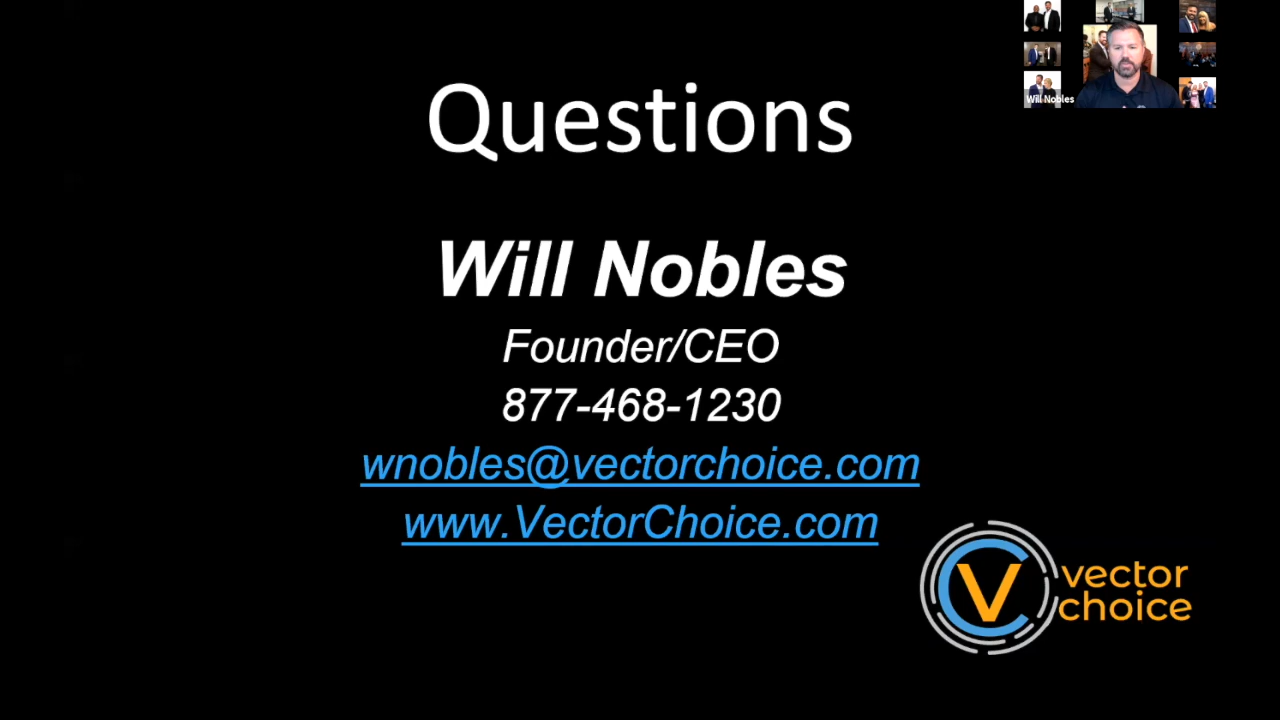 Will Nobles
Questions
Will Nobles
Founder/CEO
877-468-1230
wnobles@vectorchoice.com
www.VectorChoice.com
vector
choice